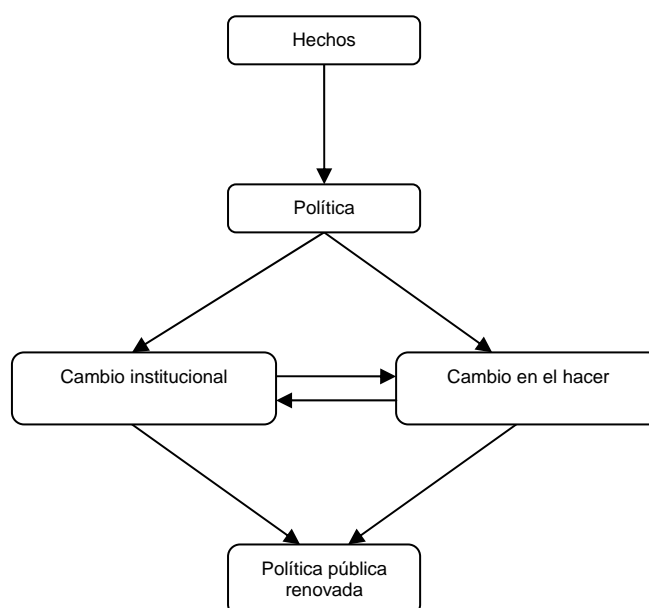 Hechos
Política
Cambio institucional
Cambio en el hacer
Política pública
renovada